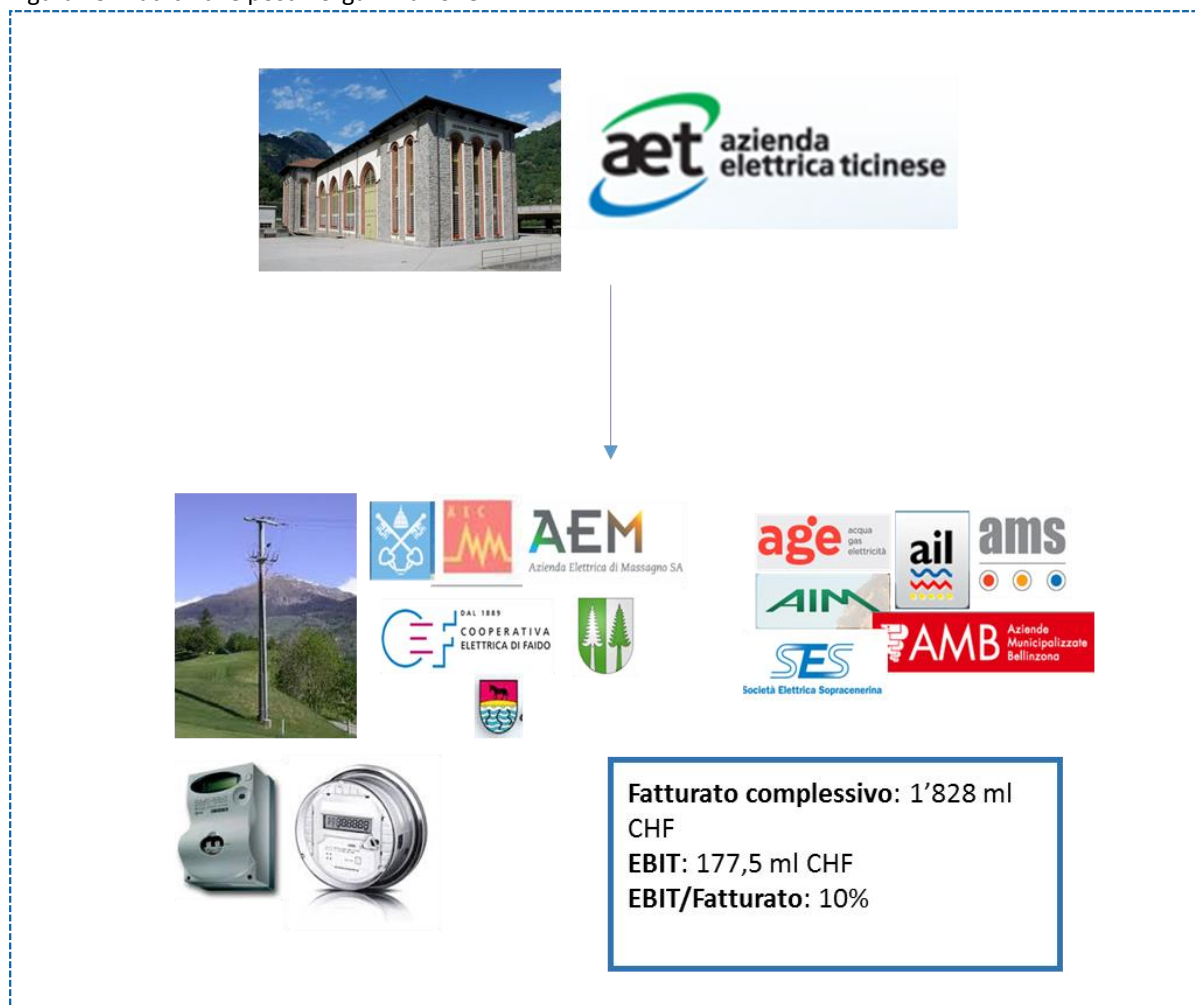 aet azienda
elettrica ticinese
A E C
AEM
Azienda Elettrica di Massagno SA
DAL 1889
CEF COOPERATIVA
ELETTRICA DI FAIDO
age acqua
gas
elettricità
ail
ams
AIM
AMB Aziende
Municipalizzate
Bellinzona
SES
Società Elettrica Sopracenerina
Fatturato complessivo: 1’828 ml
CHF
EBIT: 177,5 ml CHF
EBIT/Fatturato: 10%